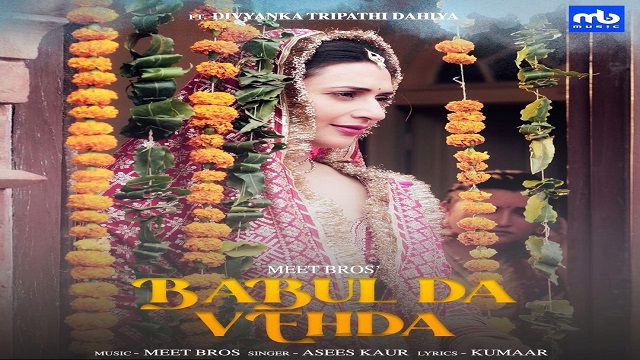 FT. DIVYANKA TRIPATHI DAHIYA
mb
music
MEET BROS'
BABUL DA
VEHDA
MUSIC - MEET BROS SINGER - ASEES KAUR LYRICS - KUMAAR